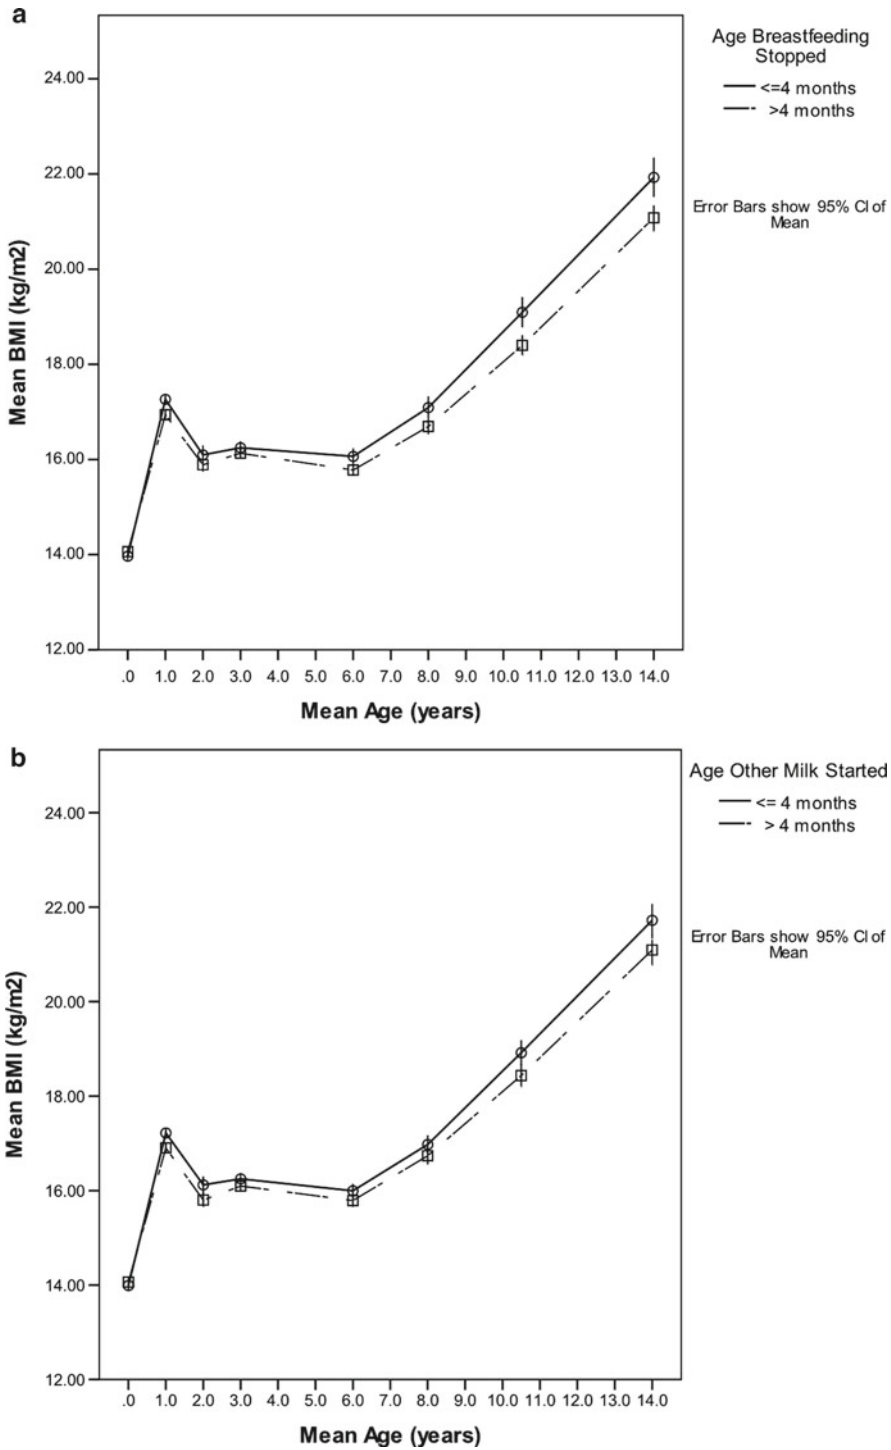 a
Age Breastfeeding
Stopped
<=4 months
>4 months
Error Bars show 95% CI of
Mean
Mean BMI (kg/m2)
24.00
22.00
20.00
18.00
16.00
14.00
12.00
.0 1.0 2.0 3.0 4.0 5.0 6.0 7.0 8.0 9.0 10.0 11.0 12.0 13.0 14.0
Mean Age (years)
b
Age Other Milk Started
<= 4 months
> 4 months
Error Bars show 95% CI of
Mean
Mean BMI (kg/m2)
24.00
22.00
20.00
18.00
16.00
14.00
12.00
.0 1.0 2.0 3.0 4.0 5.0 6.0 7.0 8.0 9.0 10.0 11.0 12.0 13.0 14.0
Mean Age (years)